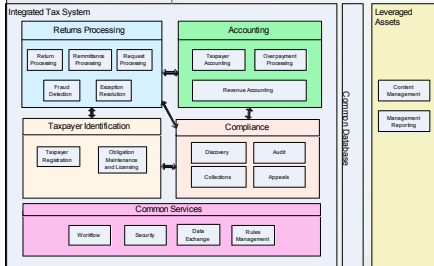 Integrated Tax System
Returns Processing
Return
Processing
Remmittance
Processing
Request
Processing
Fraud
Detection
Exception
Resolution
Accounting
Taxpayer
Accounting
Overpayment
Processing
Revenue Accounting
Taxpayer Identification
Taxpayer
Registration
Obligation
Maintenance
and Licensing
Compliance
Discovery
Audit
Collections
Appeals
Common Services
Workflow
Security
Data
Exchange
Rules
Management
Common Database
Leveraged
Assets
Content
Management
Management
Reporting